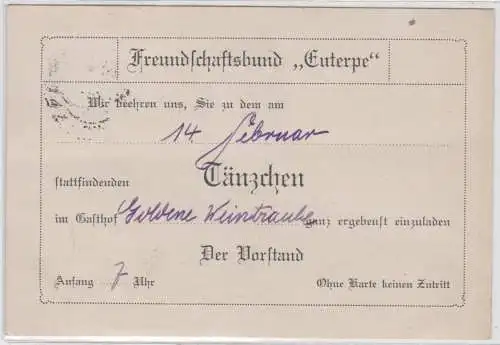 Freundschaftsbund „Euterpe“
Wir beehren uns, Sie zu dem am
14. Februar
stattfindenden Tänzchen
im Gasthof Goldene Weintraube ganz ergebenst einzuladen
Der Vorstand
Anfang 7 Uhr Ohne Karte keinen Zutritt